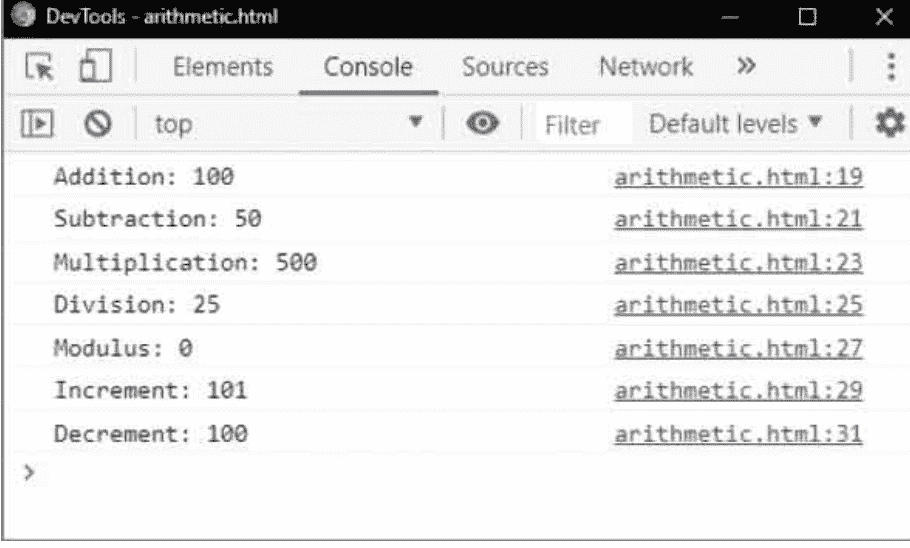 DevTools - arithmetic.html
Elements Console Sources Network »
top Filter Default levels
Addition: 100 arithmetic.html:19
Subtraction: 50 arithmetic.html:21
Multiplication: 500 arithmetic.html:23
Division: 25 arithmetic.html:25
Modulus: 0 arithmetic.html:27
Increment: 101 arithmetic.html:29
Decrement: 100 arithmetic.html:31